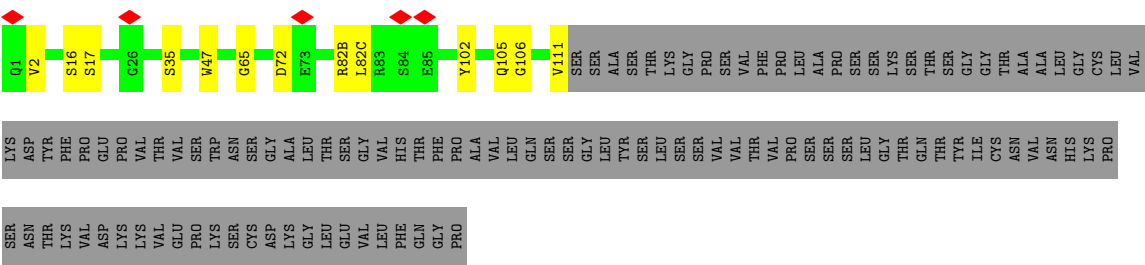 Q1 V2 S16 S17 G26 S35 W47 G65 D72 E73 R82B L82C R83 S84 E85 Y102 Q105 G106 V111 SER SER ALA SER THR LYS GLY PRO SER VAL PHE PRO LEU ALA PRO SER SER LYS SER THR SER GLY GLY THR ALA ALA LEU GLY CYS LEU VAL
LYS ASP TYR PHE PRO GLU PRO VAL THR VAL SER TRP ASN SER GLY ALA LEU THR SER GLY VAL HIS THR PHE PRO ALA VAL LEU GLN SER SER GLY LEU TYR SER LEU SER SER VAL VAL THR VAL PRO SER SER SER LEU GLY THR GLN THR TYR ILE CYS ASN VAL ASN HIS LYS PRO
SER ASN THR LYS VAL ASP LYS LYS VAL GLU PRO LYS SER CYS ASP LYS GLY LEU GLU VAL LEU PHE GLN GLY PRO